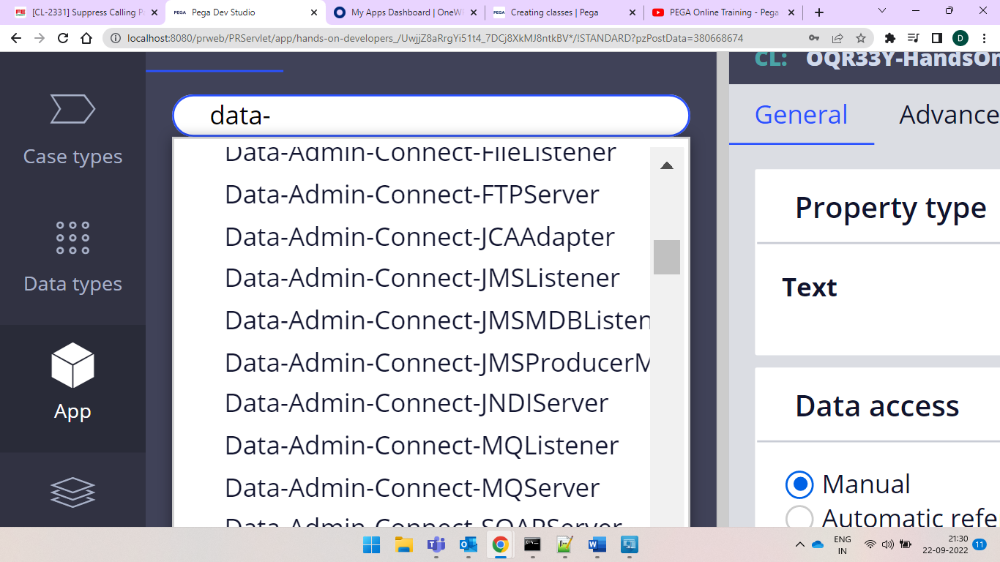 [CL-2331] Suppress Calling P
Pega Dev Studio
My Apps Dashboard | OneW
Creating classes | Pega
PEGA Online Training - Pega
localhost:8080/prweb/PRServlet/app/hands-on-developers_/UwjjZ8aRrgYi51t4_7DCj8XkMJ8ntkBV*/!STANDARD?pzPostData=380668674
D
CL: OQR33Y-HandsOn
data-
General Advance
Case types
Data-Admin-Connect-FileListener
Data-Admin-Connect-FTPServer
Property type
Data-Admin-Connect-JCAAdapter
Data types
Data-Admin-Connect-JMSListener
Text
Data-Admin-Connect-JMSMDBListen
Data-Admin-Connect-JMSProducerM
Data-Admin-Connect-JNDIServer
Data access
App
Data-Admin-Connect-MQListener
Data-Admin-Connect-MQServer
Manual
Data-Admin-Connect-SOAPServer
Automatic refe
ENG
IN
21:30
22-09-2022
11